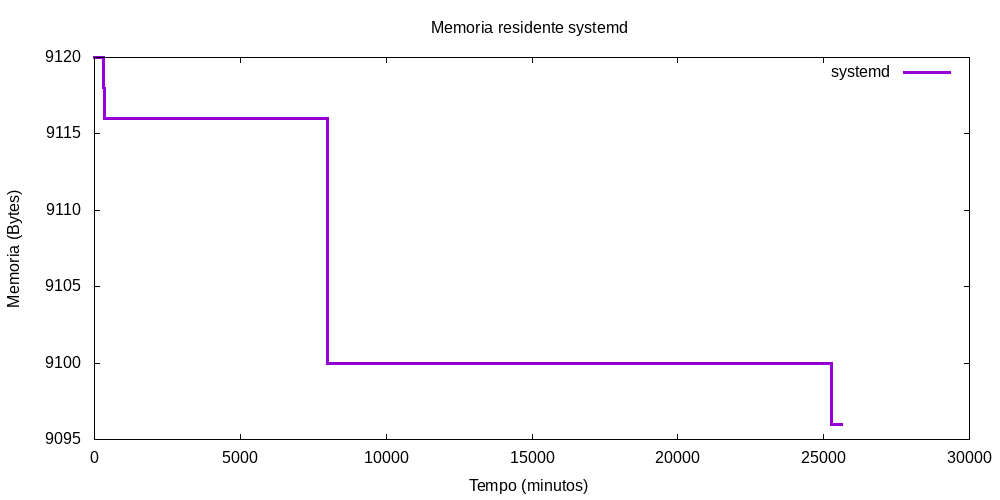 Memoria residente systemd
systemd
9120
9115
9110
9105
9100
9095
Memoria (Bytes)
0 5000 10000 15000 20000 25000 30000
Tempo (minutos)